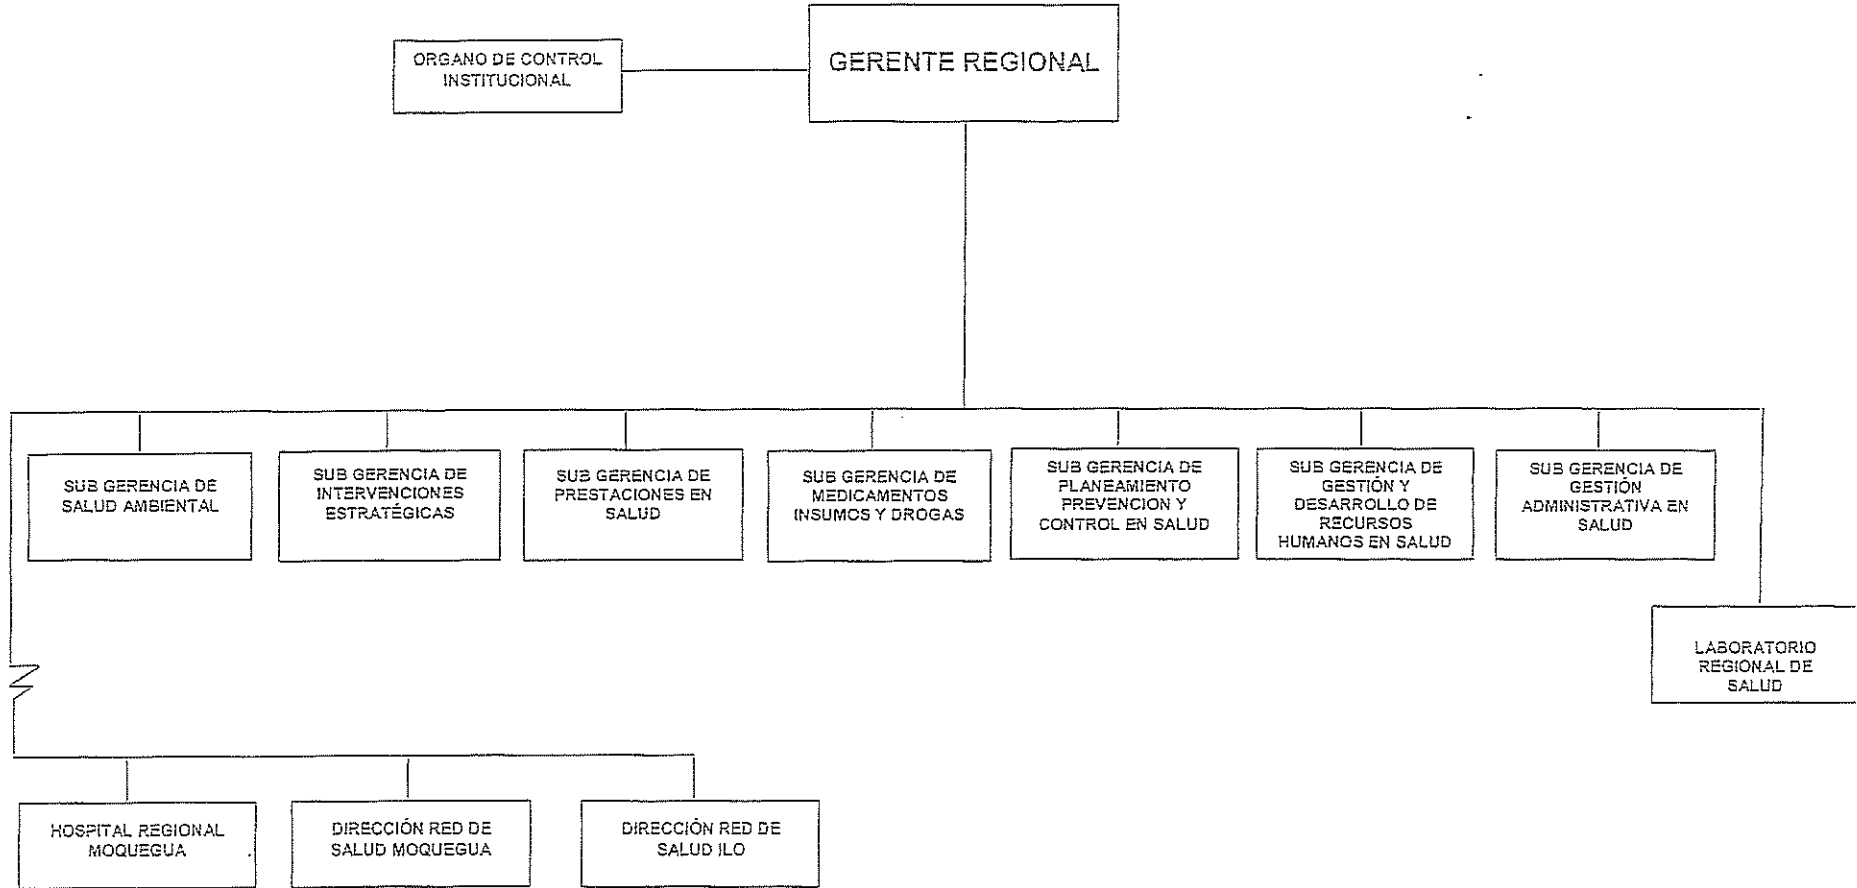 ORGANO DE CONTROL
INSTITUCIONAL
GERENTE REGIONAL
SUB GERENCIA DE
SALUD AMBIENTAL
SUB GERENCIA DE
INTERVENCIONES
ESTRATÉGICAS
SUB GERENCIA DE
PRESTACIONES EN
SALUD
SUB GERENCIA DE
MEDICAMENTOS
INSUMOS Y DROGAS
SUB GERENCIA DE
PLANEAMIENTO
PREVENCION Y
CONTROL EN SALUD
SUB GERENCIA DE
GESTIÓN Y
DESARROLLO DE
RECURSOS
HUMANOS EN SALUD
SUB GERENCIA DE
GESTIÓN
ADMINISTRATIVA EN
SALUD
LABORATORIO
REGIONAL DE
SALUD
HOSPITAL REGIONAL
MOQUEGUA
DIRECCIÓN RED DE
SALUD MOQUEGUA
DIRECCIÓN RED DE
SALUD ILO